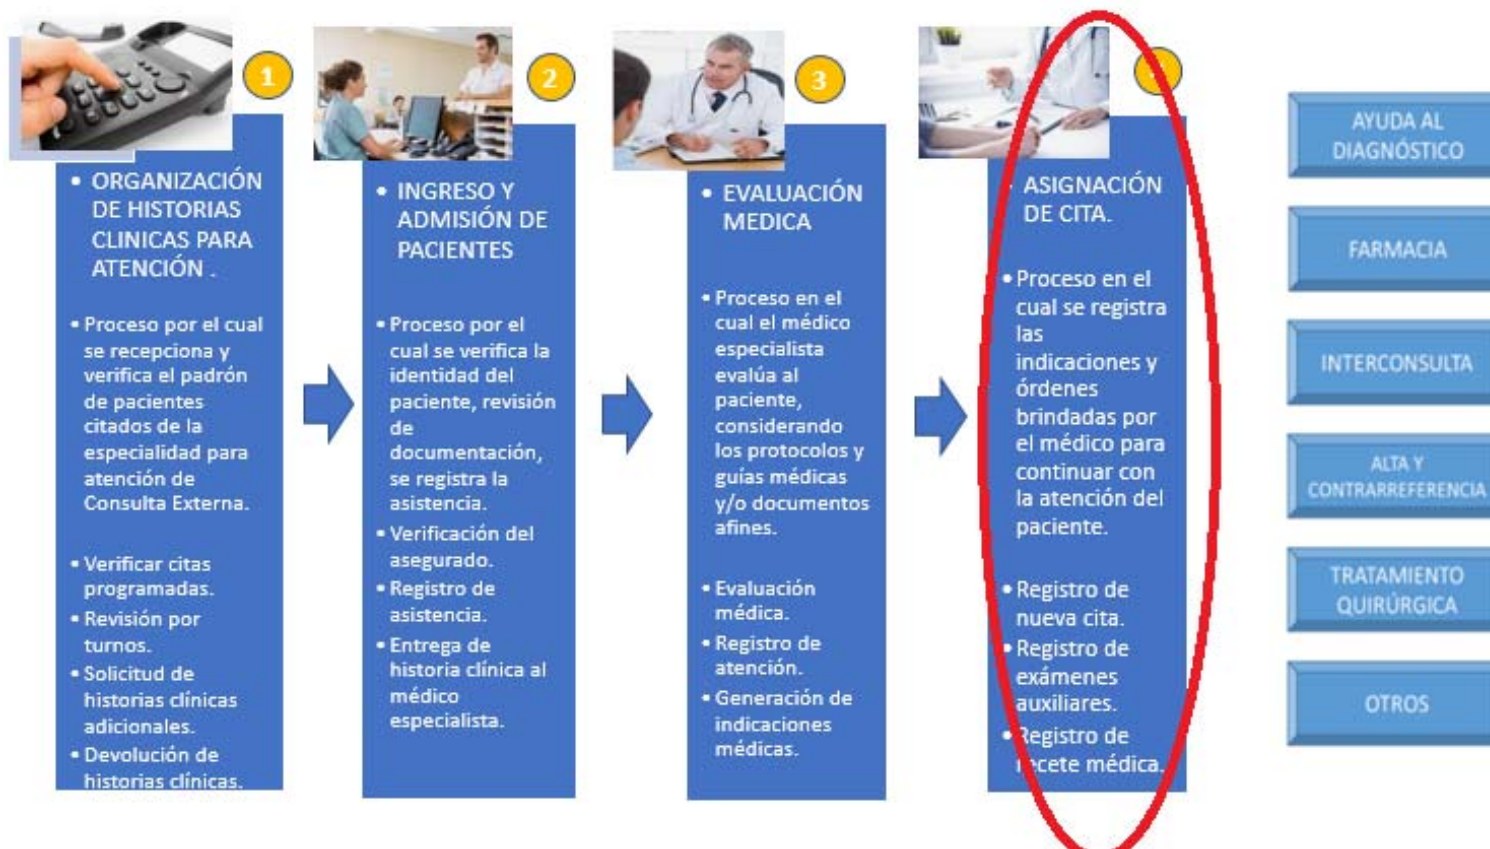 1
• ORGANIZACIÓN
DE HISTORIAS
CLINICAS PARA
ATENCIÓN .
• Proceso por el cual
se recepciona y
verifica el padrón
de pacientes
citados de la
especialidad para
atención de
Consulta Externa.
• Verificar citas
programadas.
• Revisión por
turnos.
• Solicitud de
historias clínicas
adicionales.
• Devolución de
historias clínicas.
2
• INGRESO Y
ADMISIÓN DE
PACIENTES
• Proceso por el
cual se verifica la
identidad del
paciente, revisión
de
documentación,
se registra la
asistencia.
• Verificación del
asegurado.
• Registro de
asistencia.
• Entrega de
historia clínica al
médico
especialista.
3
• EVALUACIÓN
MEDICA
• Proceso en el
cual el médico
especialista
evalúa al
paciente,
considerando
los protocolos y
guías médicas
y/o documentos
afines.
• Evaluación
médica.
• Registro de
atención.
• Generación de
indicaciones
médicas.
• ASIGNACIÓN
DE CITA.
• Proceso en el
cual se registra
las
indicaciones y
órdenes
brindadas por
el médico para
continuar con
la atención del
paciente.
• Registro de
nueva cita.
• Registro de
exámenes
auxiliares.
• Registro de
recete médica.
AYUDA AL
DIAGNÓSTICO
FARMACIA
INTERCONSULTA
ALTA Y
CONTRARREFERENCIA
TRATAMIENTO
QUIRÚRGICA
OTROS